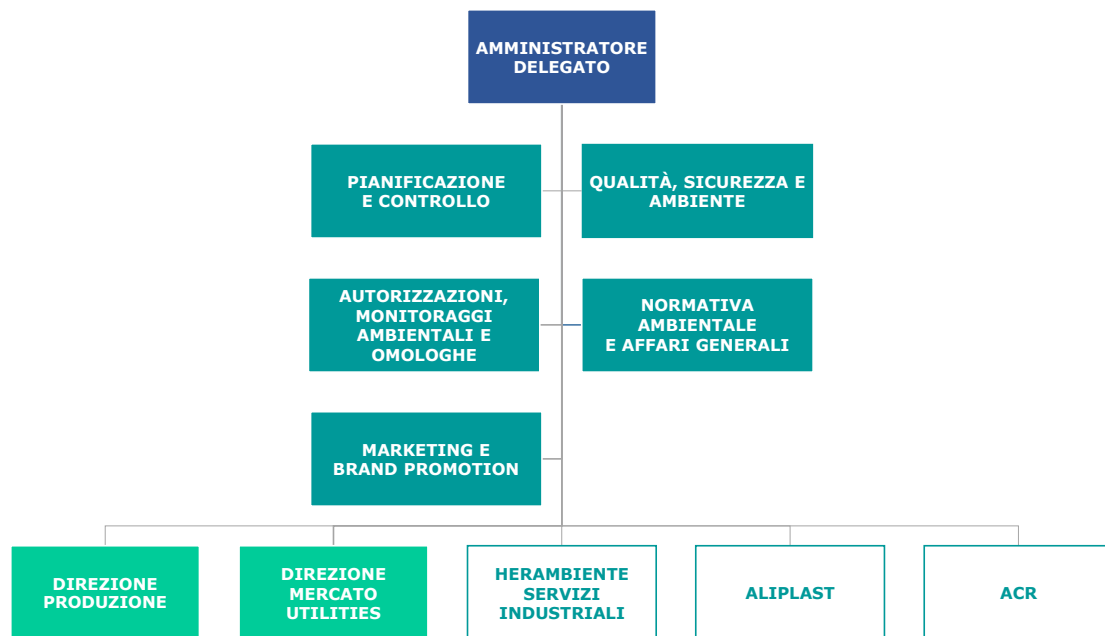 AMMINISTRATORE
DELEGATO
PIANIFICAZIONE
E CONTROLLO
QUALITÀ, SICUREZZA E
AMBIENTE
AUTORIZZAZIONI,
MONITORAGGI
AMBIENTALI E
OMOLOGHE
NORMATIVA
AMBIENTALE
E AFFARI GENERALI
MARKETING E
BRAND PROMOTION
DIREZIONE
PRODUZIONE
DIREZIONE
MERCATO
UTILITIES
HERAMBIENTE
SERVIZI
INDUSTRIALI
ALIPLAST
ACR